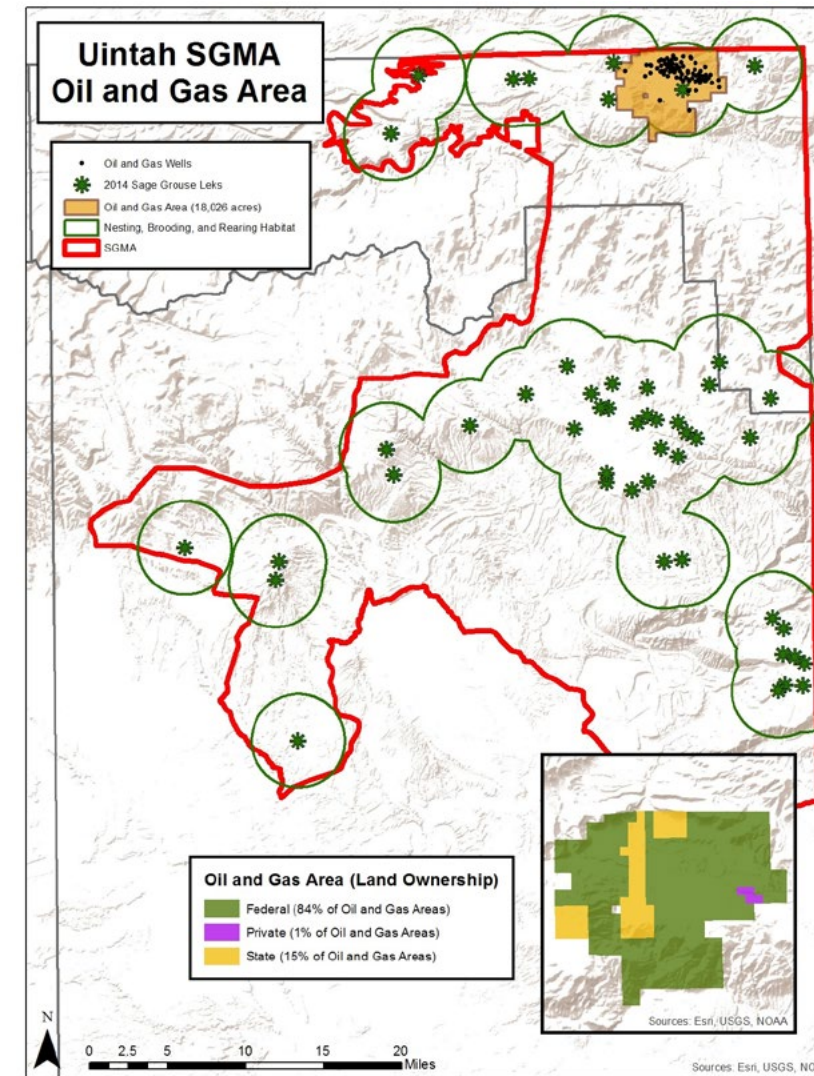 Uintah SGMA
Oil and Gas Area
Oil and Gas Wells
2014 Sage Grouse Leks
Oil and Gas Area (18,026 acres)
Nesting, Brooding, and Rearing Habitat
SGMA
Oil and Gas Area (Land Ownership)
Federal (84% of Oil and Gas Areas)
Private (1% of Oil and Gas Areas)
State (15% of Oil and Gas Areas)
Sources: Esri, USGS, NOAA
N
0 2.5 5 10 15 20
Miles
Sources: Esri, USGS, NO